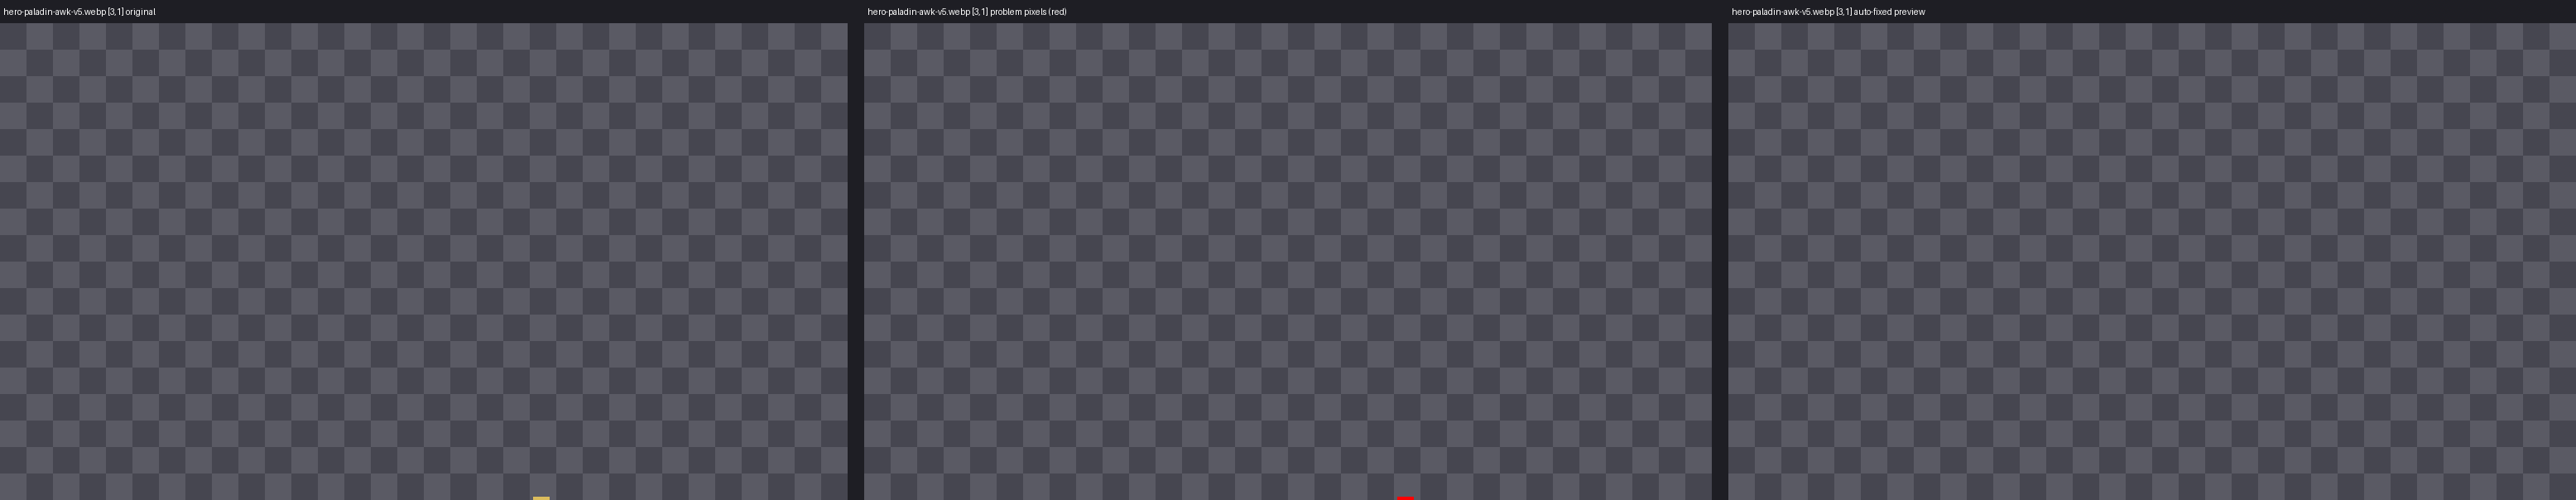 hero-paladin-awk-v5.webp [3,1] original
hero-paladin-awk-v5.webp [3,1] problem pixels (red)
hero-paladin-awk-v5.webp [3,1] auto-fixed preview